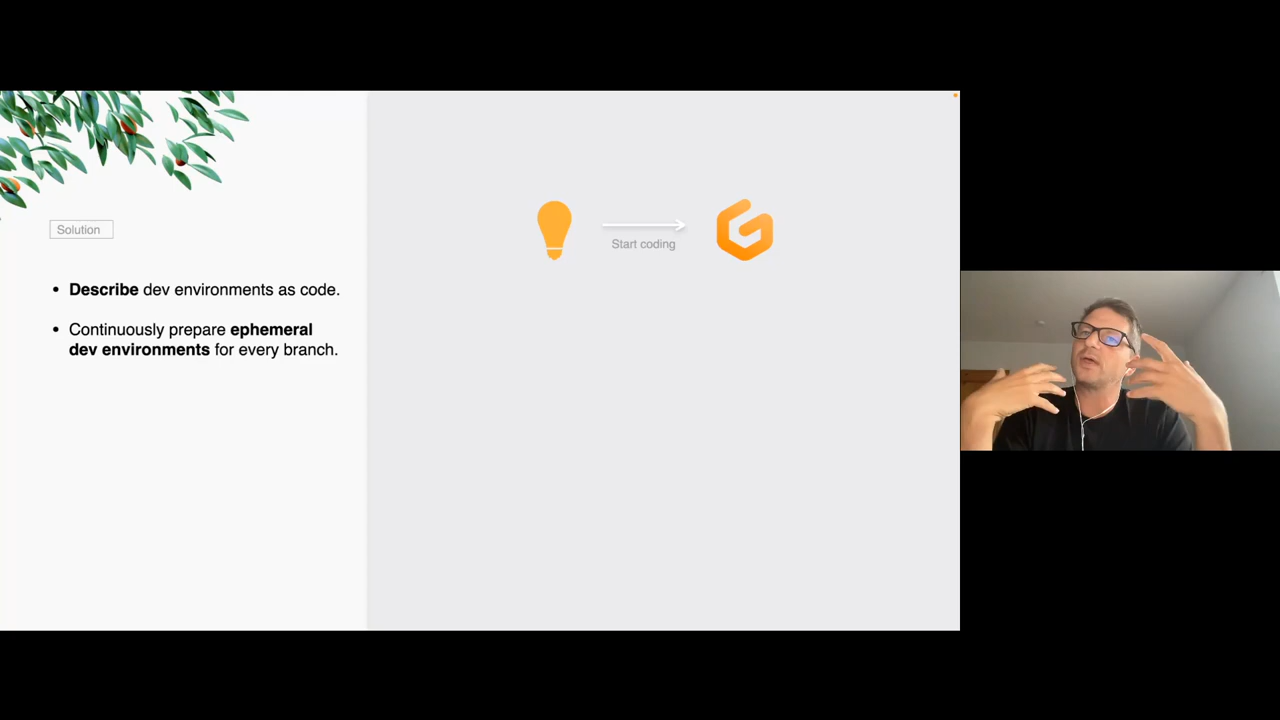 Solution
• Describe dev environments as code.
• Continuously prepare ephemeral
dev environments for every branch.
Start coding